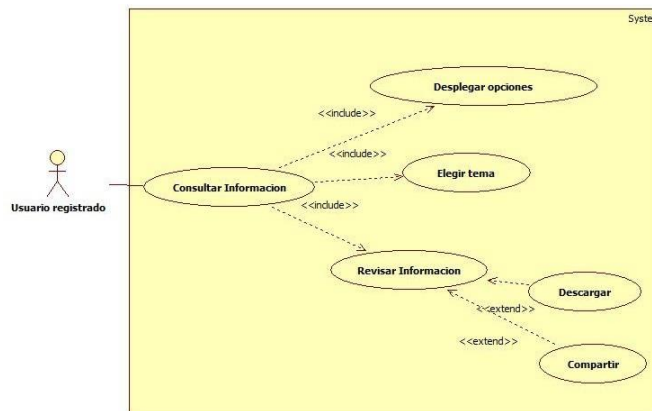 Syste
Desplegar opciones
<<include>>
<<include>>
Elegir tema
Consultar Informacion
Usuario registrado
<<include>>
Revisar Informacion
Descargar
<<extend>>
<<extend>>
Compartir